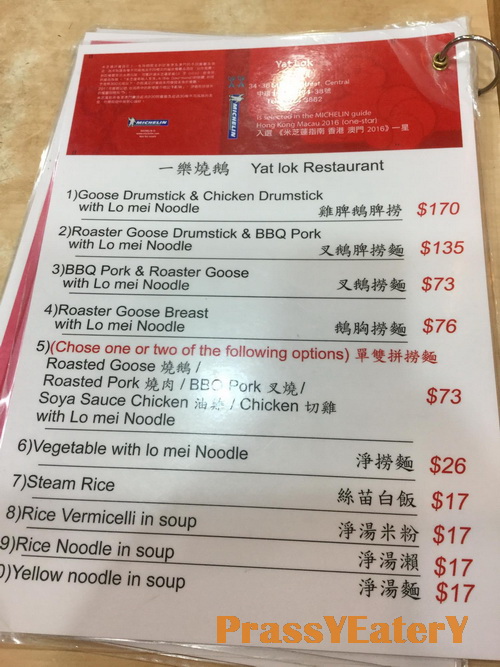 Yat Lok
Central
is selected in the MICHELIN guide
Hong Kong Macau 2016 (one-star)
入選 《米芝蓮指南 香港 澳門 2016》一星
MICHELIN
一樂燒鵝 Yat lok Restaurant
1)Goose Drumstick & Chicken Drumstick
with Lo mei Noodle 雞脾鵝脾撈 $170
2)Roaster Goose Drumstick & BBQ Pork
with Lo mei Noodle 叉鵝脾撈麵 $135
3)BBQ Pork & Roaster Goose
with Lo mei Noodle 叉鵝撈麵 $73
4)Roaster Goose Breast
with Lo mei Noodle 鵝胸撈麵 $76
5)(Chose one or two of the following options) 單雙拼撈麵
Roasted Goose 燒鵝 /
Roasted Pork 燒肉 / BBQ Pork 叉燒 /
Soya Sauce Chicken 油雞 / Chicken 切雞 $73
with Lo mei Noodle
6)Vegetable with lo mei Noodle 淨撈麵 $26
7)Steam Rice 絲苗白飯 $17
8)Rice Vermicelli in soup 淨湯米粉 $17
9)Rice Noodle in soup 淨湯瀨 $17
0)Yellow noodle in soup 淨湯麵 $17
PrassYEaterY